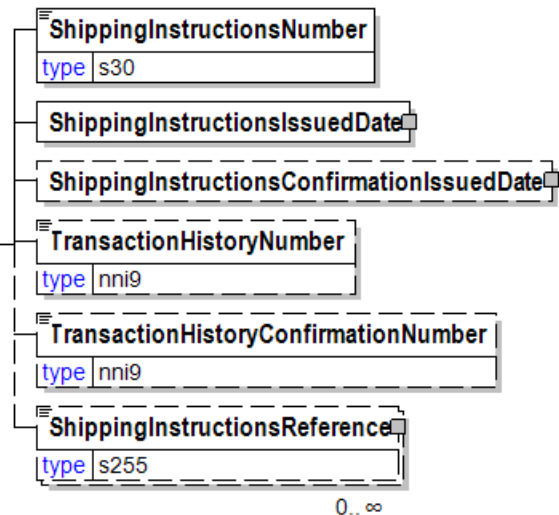 ShippingInstructionsNumber
type s30
ShippingInstructionsIssuedDate
ShippingInstructionsConfirmationIssuedDate
TransactionHistoryNumber
type nni9
TransactionHistoryConfirmationNumber
type nni9
ShippingInstructionsReference
type s255
0..∞